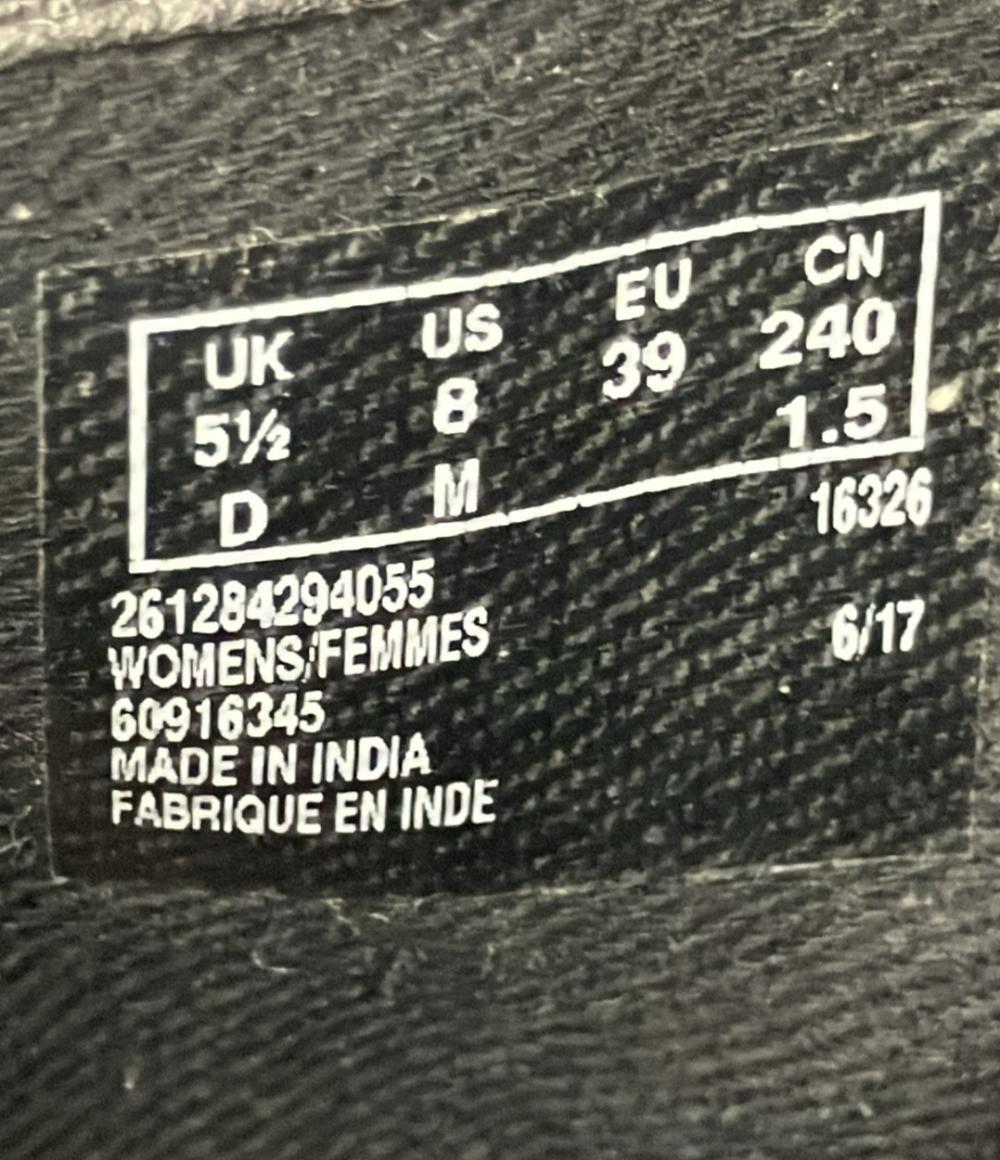 UK US EU CN
5½ 8 39 240
D M 1.5
16326
261284294055
WOMENS/FEMMES 6/17
60916345
MADE IN INDIA
FABRIQUE EN INDE